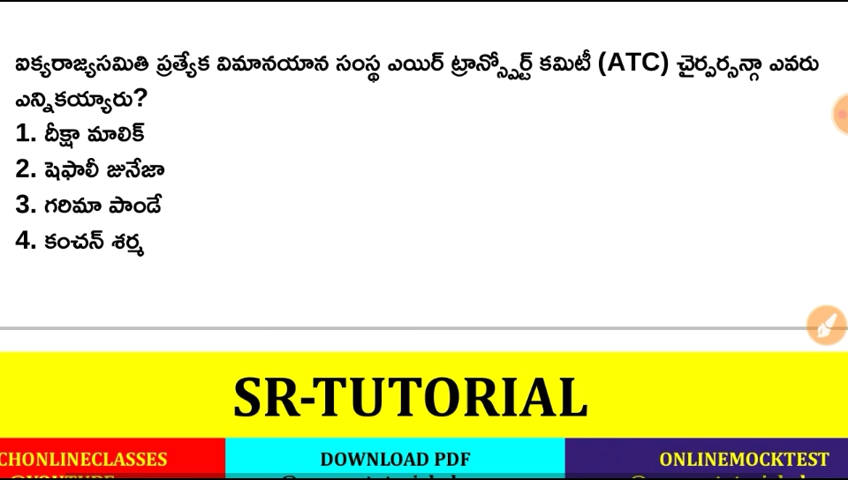 ఐక్యరాజ్యసమితి ప్రత్యేక విమానయాన సంస్థ ఎయిర్ ట్రాన్స్పోర్ట్ కమిటీ (ATC) చైర్పర్సన్గా ఎవరు
ఎన్నికయ్యారు?
1. దీక్షా మాలిక్
2. షెఫాలీ జునేజా
3. గరిమా పాండే
4. కంచన్ శర్మ
SR-TUTORIAL
CHONLINECLASSES DOWNLOAD PDF ONLINEMOCKTEST